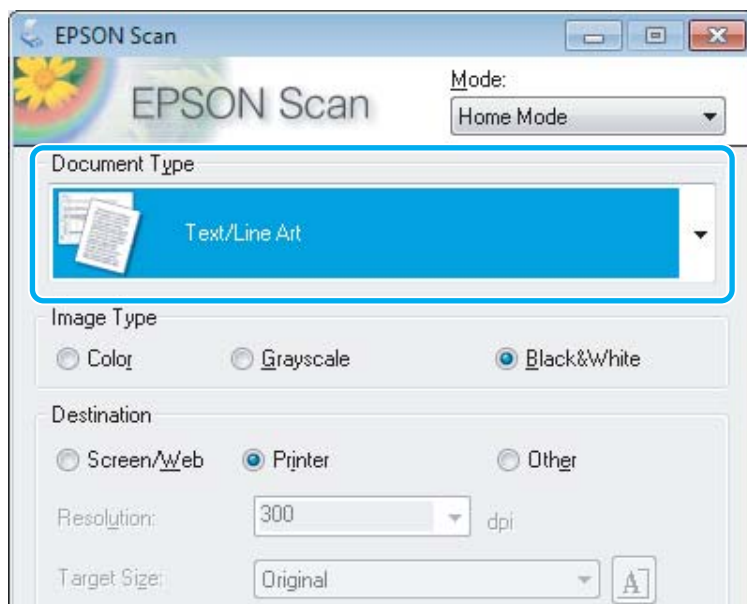 EPSON Scan
EPSON Scan
Mode:
Home Mode
Document Type
Text/Line Art
Image Type
Color Grayscale Black&White
Destination
Screen/Web Printer Other
Resolution: 300 dpi
Target Size: Original A